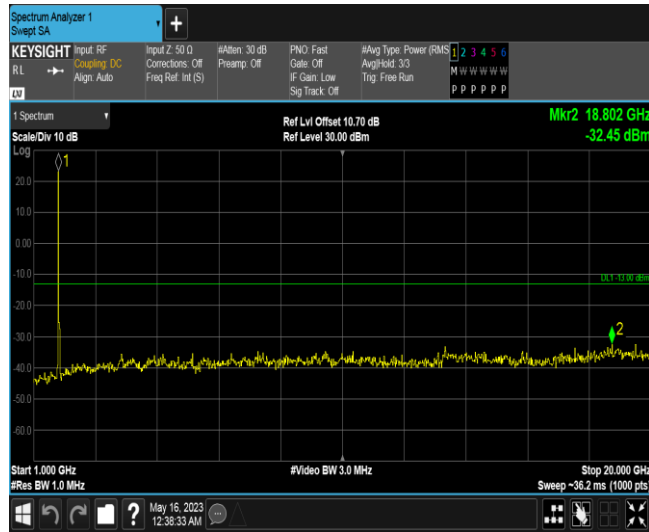 Spectrum Analyzer 1
Swept SA
+
KEYSIGHT
RL
LXI
Input: RF
Coupling: DC
Align: Auto
Input Z: 50 Ω
Corrections: Off
Freq Ref: Int (S)
#Atten: 30 dB
Preamp: Off
PNO: Fast
Gate: Off
IF Gain: Low
Sig Track: Off
#Avg Type: Power (RMS
Avg|Hold: 3/3
Trig: Free Run
1 2 3 4 5 6
M W W W W W
P P P P P P
1 Spectrum
Scale/Div 10 dB
Log
Ref Lvl Offset 10.70 dB
Ref Level 30.00 dBm
Mkr2 18.802 GHz
-32.45 dBm
1
20.0
10.0
0.00
-10.0
DL1 -13.00 dBm
-20.0
2
-30.0
-40.0
-50.0
-60.0
Start 1.000 GHz
#Res BW 1.0 MHz
#Video BW 3.0 MHz
Stop 20.000 GHz
Sweep ~36.2 ms (1000 pts)
?
May 16, 2023
12:38:33 AM